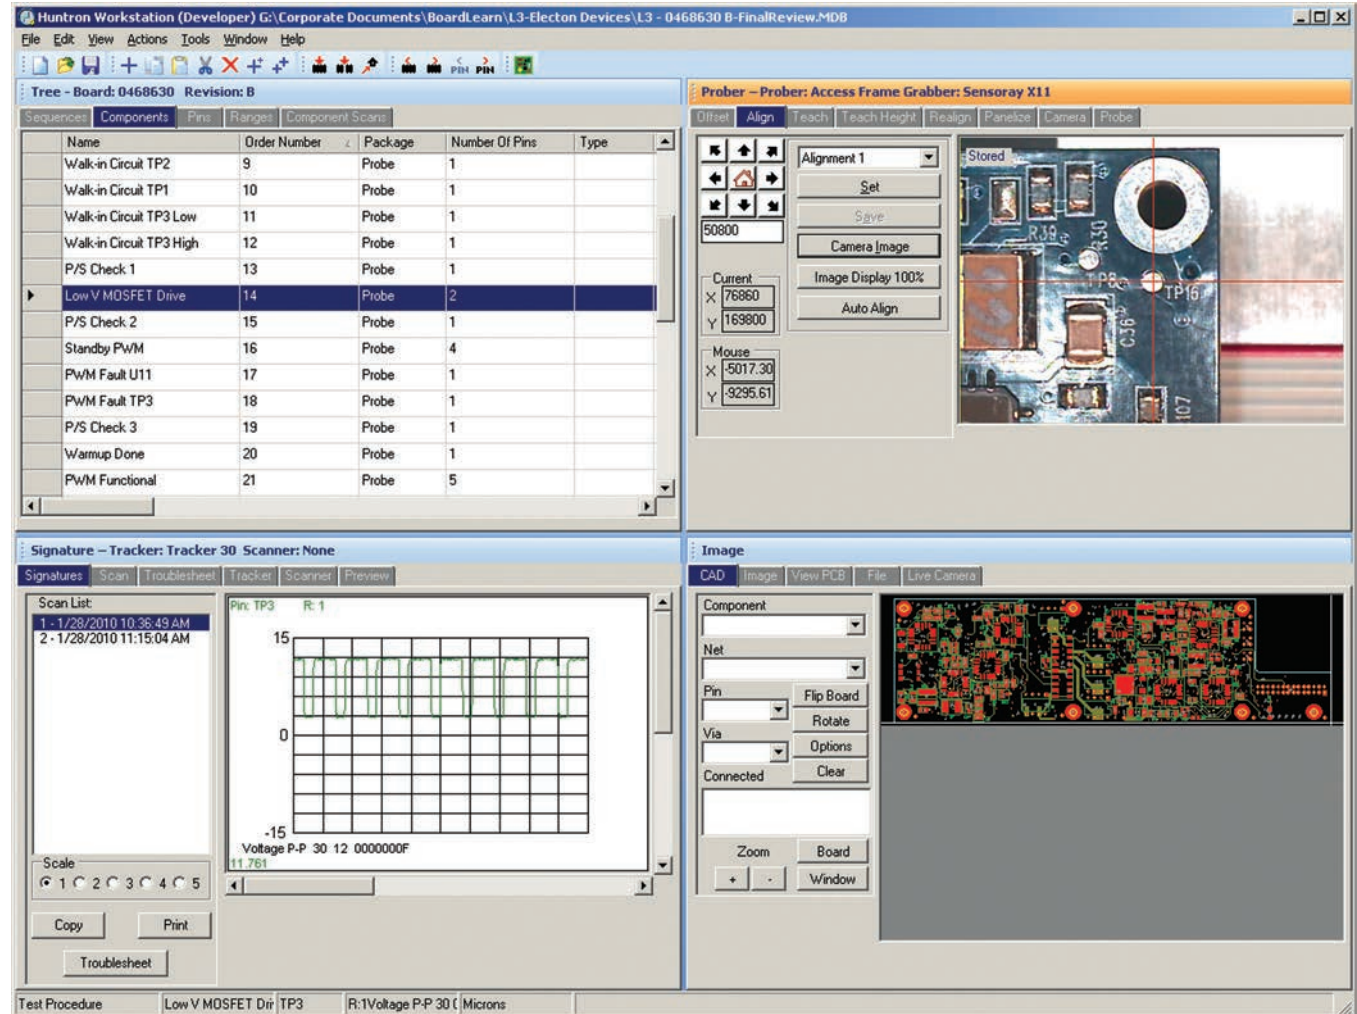 Huntron Workstation (Developer) G:\Corporate Documents\BoardLearn\L3-Electon Devices\L3 - 0468630 B-FinalReview.MDB
File Edit View Actions Tools Window Help
PIN PIN
Tree - Board: 0468630 Revision: B
Sequences Components Pins Ranges Component Scans
Name Order Number Package Number Of Pins Type
Walk-in Circuit TP2 9 Probe 1
Walk-in Circuit TP1 10 Probe 1
Walk-in Circuit TP3 Low 11 Probe 1
Walk-in Circuit TP3 High 12 Probe 1
P/S Check 1 13 Probe 1
Low V MOSFET Drive 14 Probe 2
P/S Check 2 15 Probe 1
Standby PWM 16 Probe 4
PWM Fault U11 17 Probe 1
PWM Fault TP3 18 Probe 1
P/S Check 3 19 Probe 1
Warmup Done 20 Probe 1
PWM Functional 21 Probe 5
Prober – Prober: Access Frame Grabber: Sensoray X11
Offset Align Teach Teach Height Realign Panelize Camera Probe
Alignment 1
Set
Save
50800
Camera Image
Image Display 100%
Auto Align
Current
X 76860
Y 169800
Mouse
X -5017.30
Y -9295.61
Stored
R39
R30
TP8
TP16
C36
107
Signature – Tracker: Tracker 30 Scanner: None
Signatures Scan Troublesheet Tracker Scanner Preview
Scan List:
1 - 1/28/2010 10:36:49 AM
2 - 1/28/2010 11:15:04 AM
Scale
1 2 3 4 5
Copy Print
Troublesheet
Pin: TP3 R: 1
15
0
-15
Voltage P-P 30 12 0000000F
11.761
Image
CAD Image View PCB File Live Camera
Component
Net
Pin
Flip Board
Rotate
Via
Options
Connected
Clear
Zoom
Board
+ -
Window
Test Procedure Low V MOSFET Dri TP3 R:1Voltage P-P 30 ( Microns